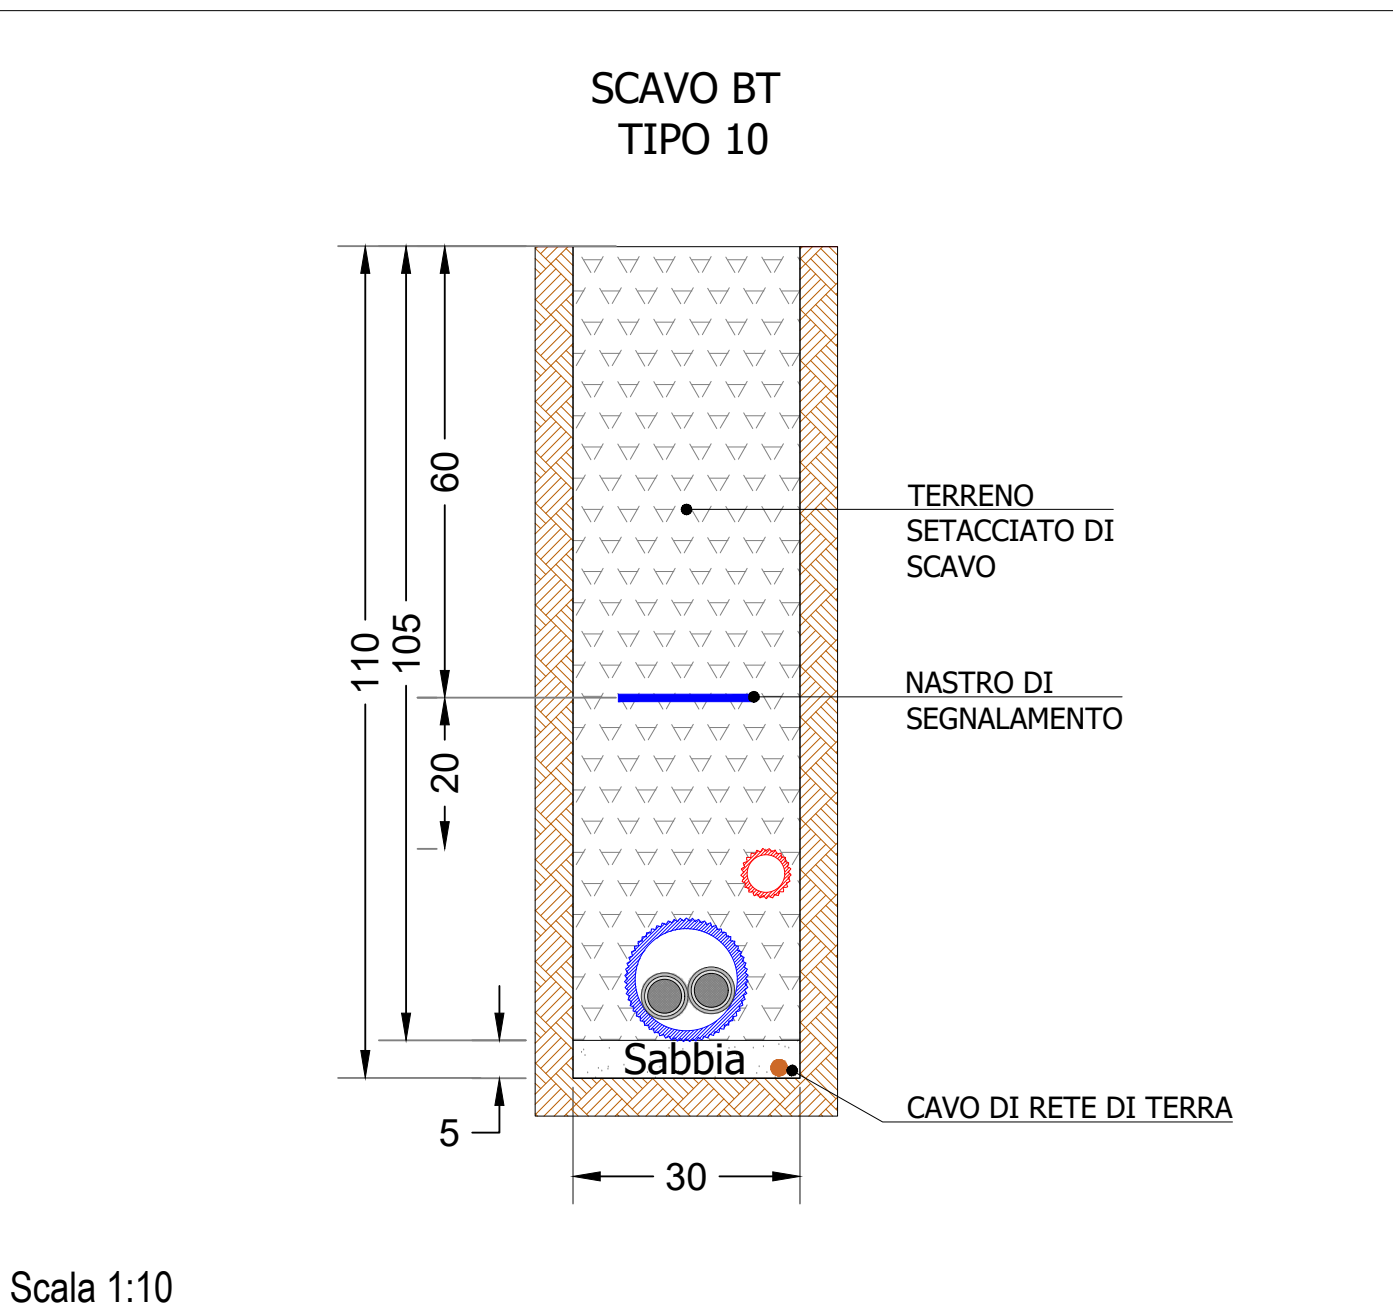 SCAVO BT
TIPO 10
60
TERRENO
SETACCIATO DI
SCAVO
110
105
NASTRO DI
SEGNALAMENTO
20
Sabbia
CAVO DI RETE DI TERRA
5
30
Scala 1:10